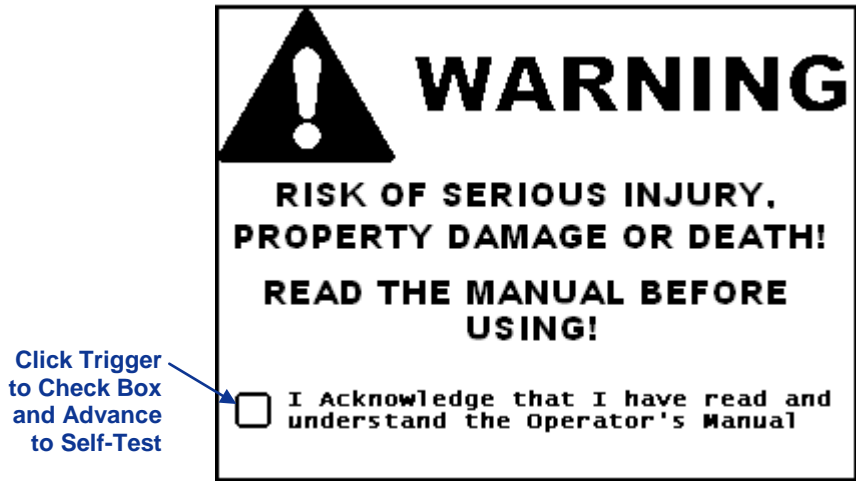 WARNING
RISK OF SERIOUS INJURY,
PROPERTY DAMAGE OR DEATH!
READ THE MANUAL BEFORE
USING!
Click Trigger
to Check Box
and Advance
to Self-Test
I Acknowledge that I have read and
understand the Operator's Manual